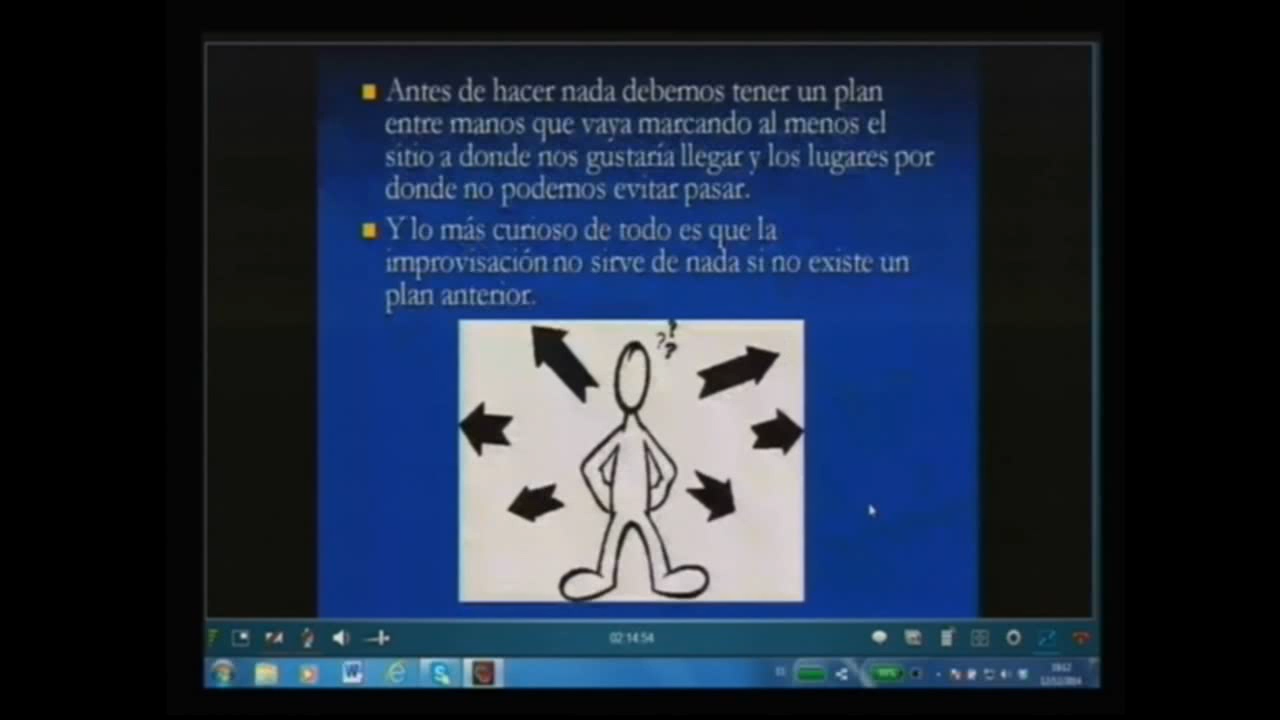 Antes de hacer nada debemos tener un plan
entre manos que vaya marcando al menos el
sitio a donde nos gustaría llegar y los lugares por
donde no podemos evitar pasar.
Y lo más curioso de todo es que la
improvisación no sirve de nada si no existe un
plan anterior.
? ? ?
02:14:54
ES